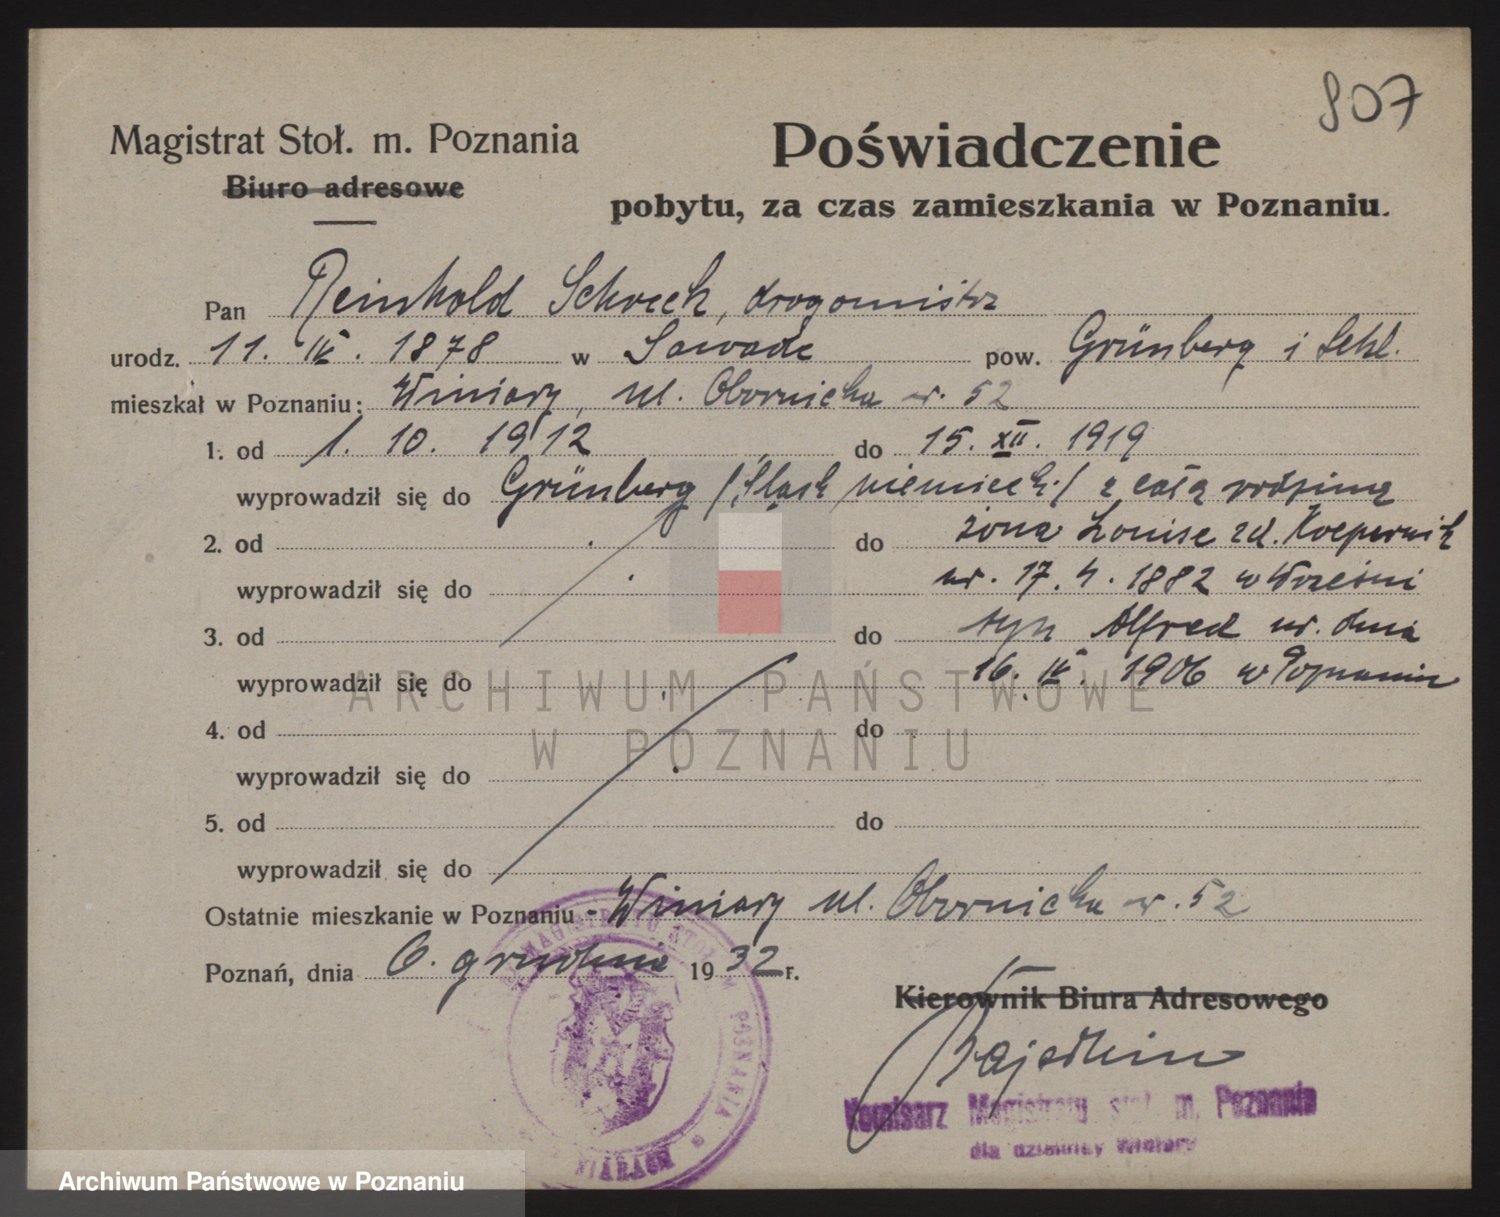 807
Magistrat Stoł. m. Poznania
Biuro adresowe
Poświadczenie
pobytu, za czas zamieszkania w Poznaniu.
Pan Reinhold Schreck, drogomistrz
urodz. 11. IV. 1878 w Sawade pow. Grünberg i Schl.
mieszkał w Poznaniu: Winiary, ul. Obornicka nr. 52
1. od 1. 10. 1912 do 15. XII. 1919
wyprowadził się do Grünberg /Śląsk niemiecki/ z całą rodziną
żona Louise zd.
2. od do
ur. 17. 4. 1882 w Wrześni
wyprowadził się do
syn Alfred ur. dnia
3. od do
16. IV. 1906 w Poznaniu
wyprowadził się do
4. od do
wyprowadził się do
5. od do
wyprowadził się do
Ostatnie mieszkanie w Poznaniu - Winiary ul. Obornicka nr. 52
Poznań, dnia 6. grudnia 1932 r.
Kierownik Biura Adresowego
Komisarz Magistratu stoł. m. Poznania
dla dzielnicy Winiary
ARCHIWUM PAŃSTWOWE
W POZNANIU
Archiwum Państwowe w Poznaniu